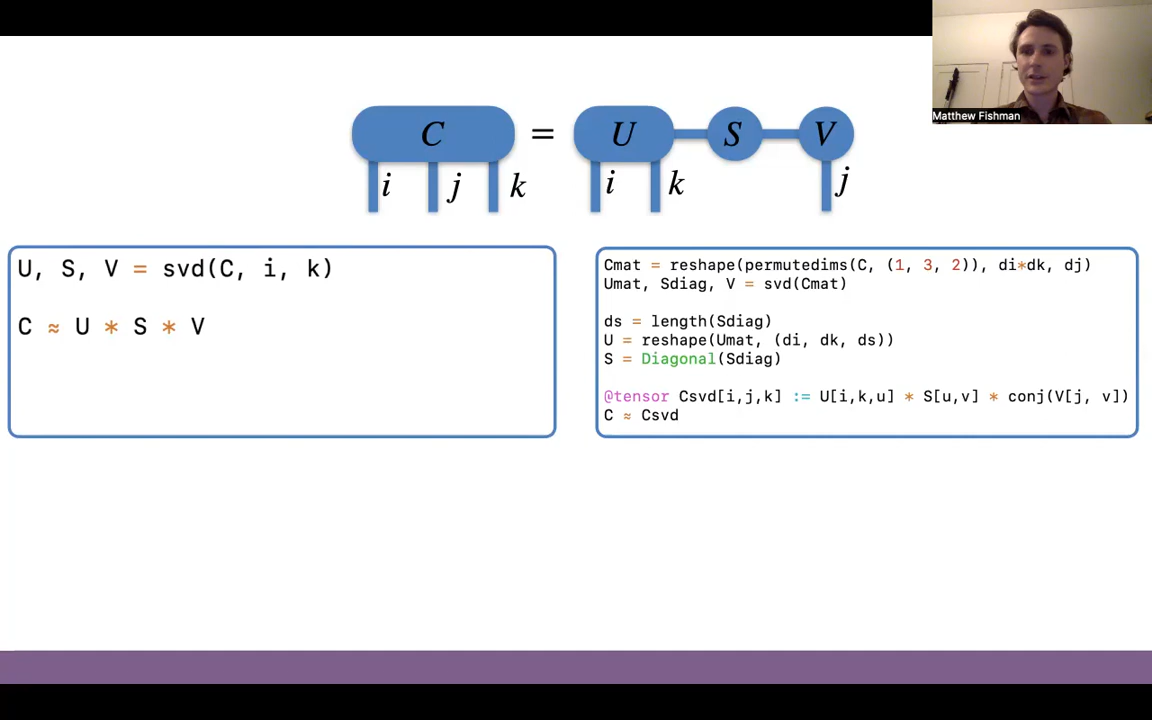 Matthew Fishman
C = U S V
i j k i k j
U, S, V = svd(C, i, k)
C ≈ U * S * V
Cmat = reshape(permutedims(C, (1, 3, 2)), di*dk, dj)
Umat, Sdiag, V = svd(Cmat)
ds = length(Sdiag)
U = reshape(Umat, (di, dk, ds))
S = Diagonal(Sdiag)
@tensor Csvd[i,j,k] := U[i,k,u] * S[u,v] * conj(V[j, v])
C ≈ Csvd